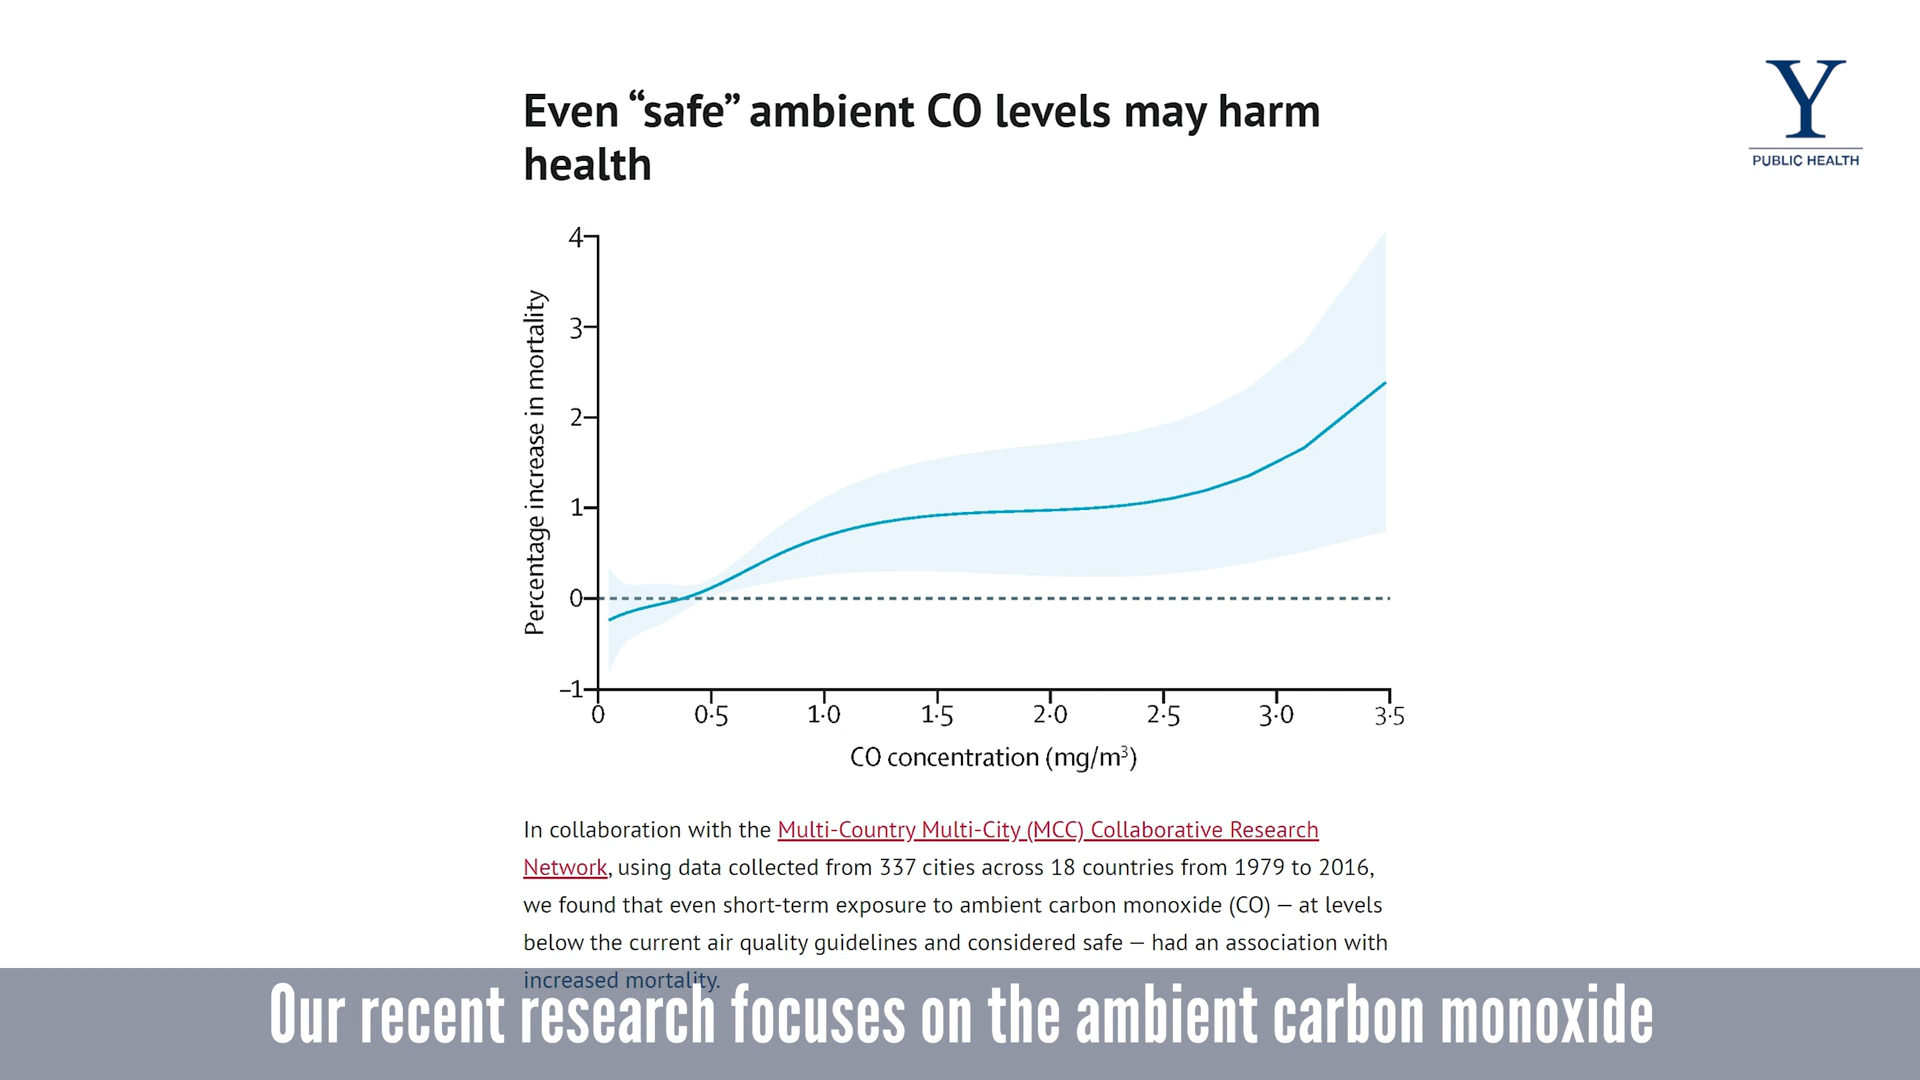 Even “safe” ambient CO levels may harm
health
Y
PUBLIC HEALTH
4
3
2
1
0
–1
Percentage increase in mortality
0 0·5 1·0 1·5 2·0 2·5 3·0 3·5
CO concentration (mg/m³)
In collaboration with the Multi-Country Multi-City (MCC) Collaborative Research
Network, using data collected from 337 cities across 18 countries from 1979 to 2016,
we found that even short-term exposure to ambient carbon monoxide (CO) — at levels
below the current air quality guidelines and considered safe — had an association with
increased mortality.
Our recent research focuses on the ambient carbon monoxide